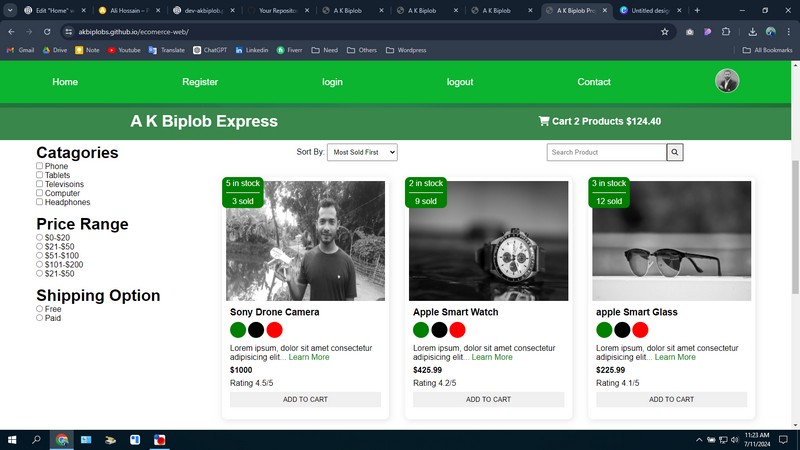 Edit "Home" w
Ali Hossain – F
dev-akbiplob.g
Your Repositor
A K Biplob
A K Biplob
A K Biplob
A K Biplob Pro
Untitled design
akbiplobs.github.io/ecomerce-web/
Gmail
Drive
Note
Youtube
Translate
ChatGPT
Linkedin
Fiverr
Need
Others
Wordpress
All Bookmarks
Home
Register
login
logout
Contact
A K Biplob Express
Cart 2 Products $124.40
Catagories
Phone
Tablets
Televisoins
Computer
Headphones
Price Range
$0-$20
$21-$50
$51-$100
$101-$200
$21-$50
Shipping Option
Free
Paid
Sort By: Most Sold First
Search Product
5 in stock
3 sold
Sony Drone Camera
Lorem ipsum, dolor sit amet consectetur
adipisicing elit... Learn More
$1000
Rating 4.5/5
ADD TO CART
2 in stock
9 sold
Apple Smart Watch
Lorem ipsum, dolor sit amet consectetur
adipisicing elit... Learn More
$425.99
Rating 4.2/5
ADD TO CART
3 in stock
12 sold
apple Smart Glass
Lorem ipsum, dolor sit amet consectetur
adipisicing elit... Learn More
$225.99
Rating 4.1/5
ADD TO CART
11:23 AM
7/11/2024